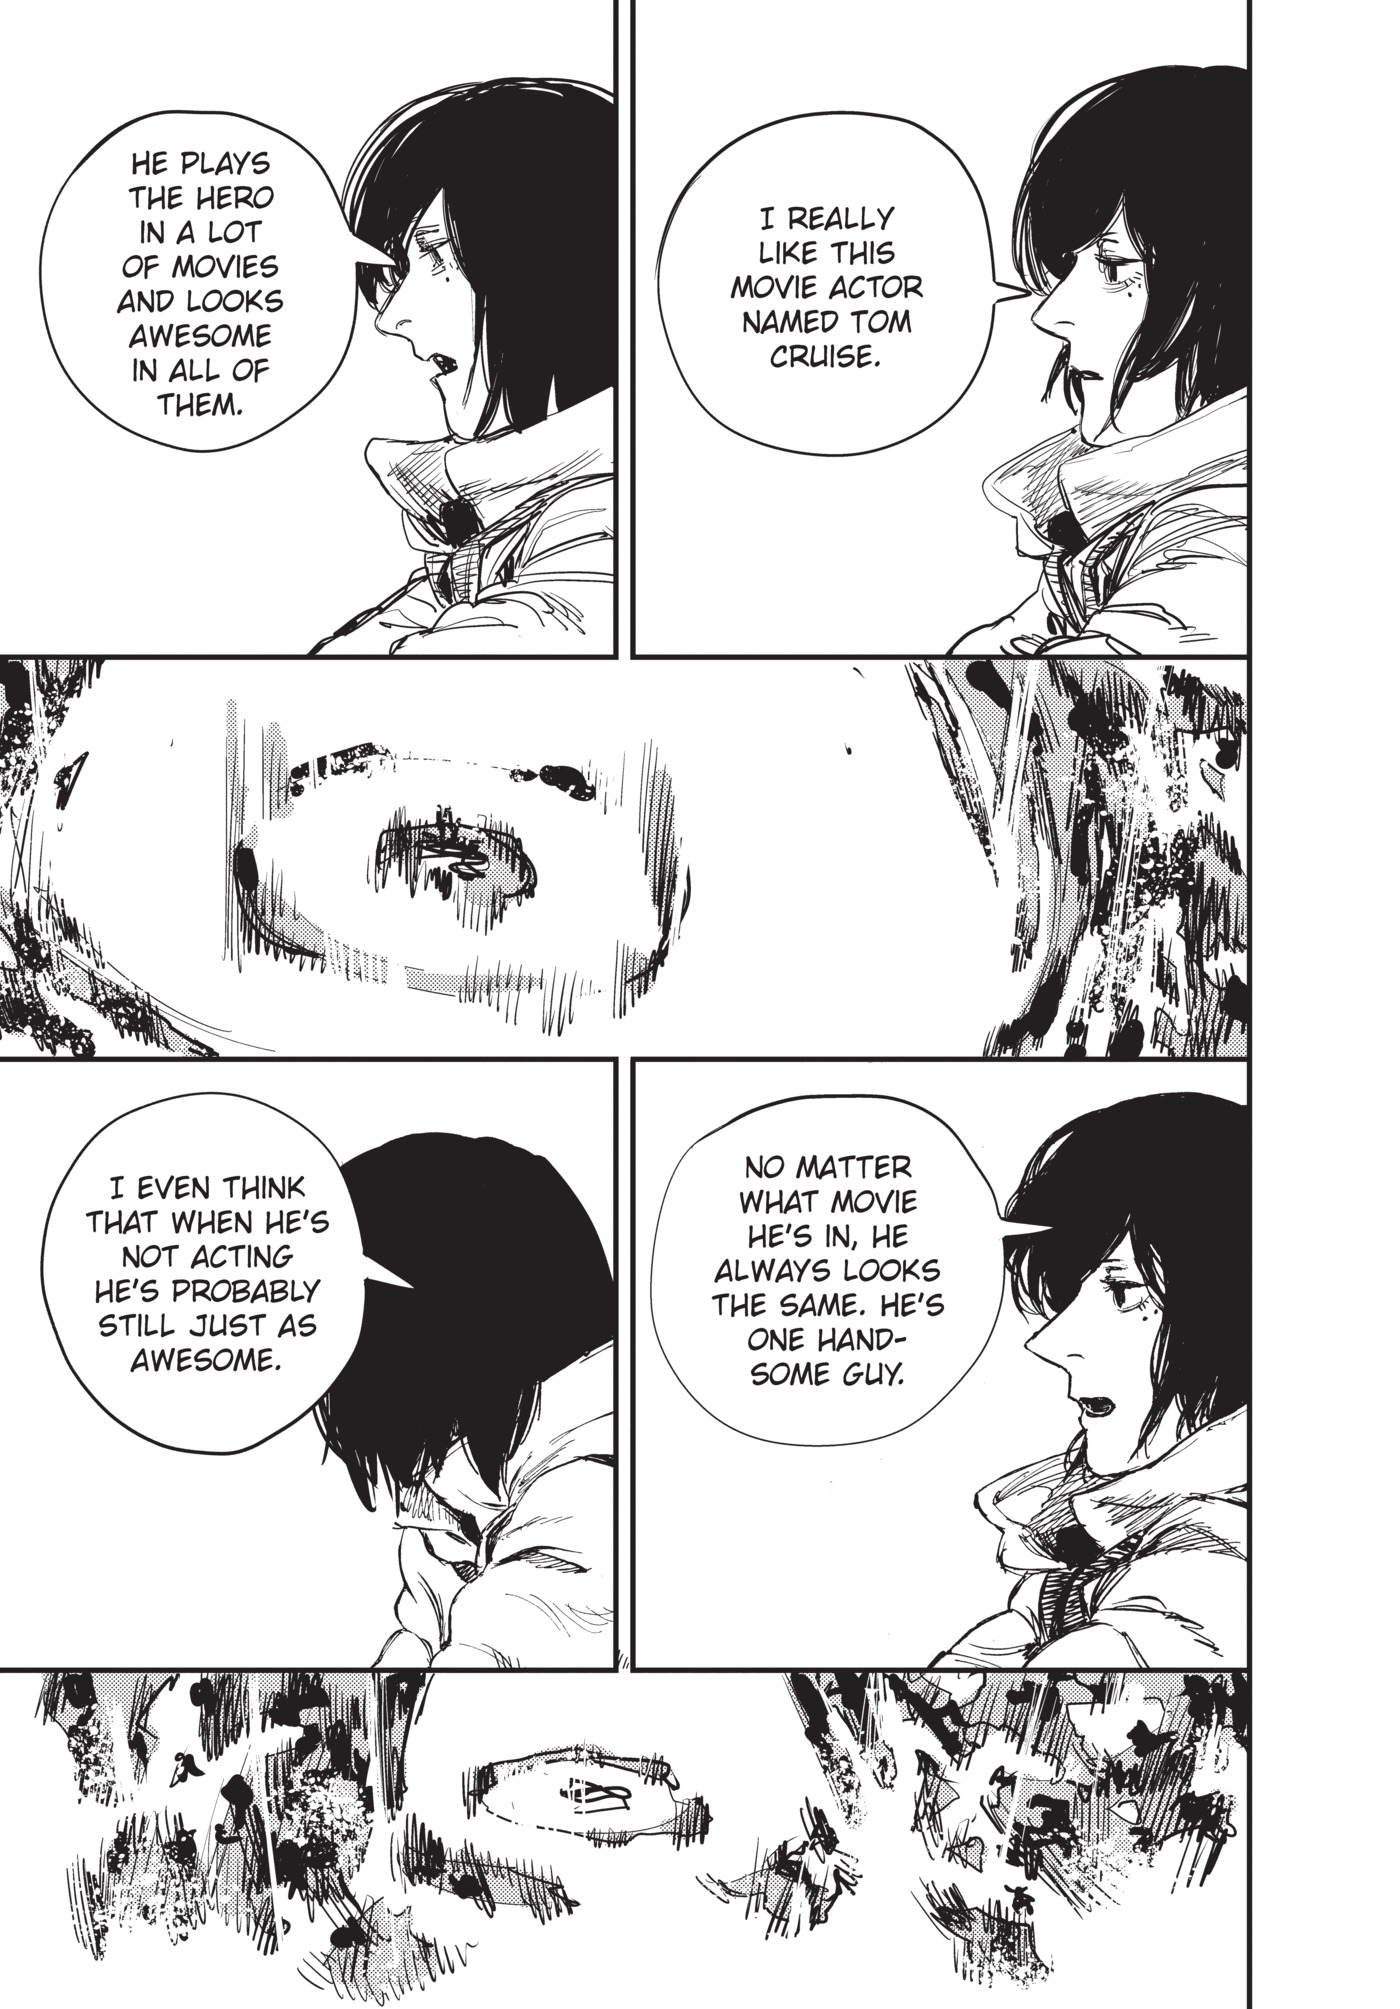 I REALLY
LIKE THIS
MOVIE ACTOR
NAMED TOM
CRUISE.
HE PLAYS
THE HERO
IN A LOT
OF MOVIES
AND LOOKS
AWESOME
IN ALL OF
THEM.
NO MATTER
WHAT MOVIE
HE'S IN, HE
ALWAYS LOOKS
THE SAME. HE'S
ONE HAND-
SOME GUY.
I EVEN THINK
THAT WHEN HE'S
NOT ACTING
HE'S PROBABLY
STILL JUST AS
AWESOME.